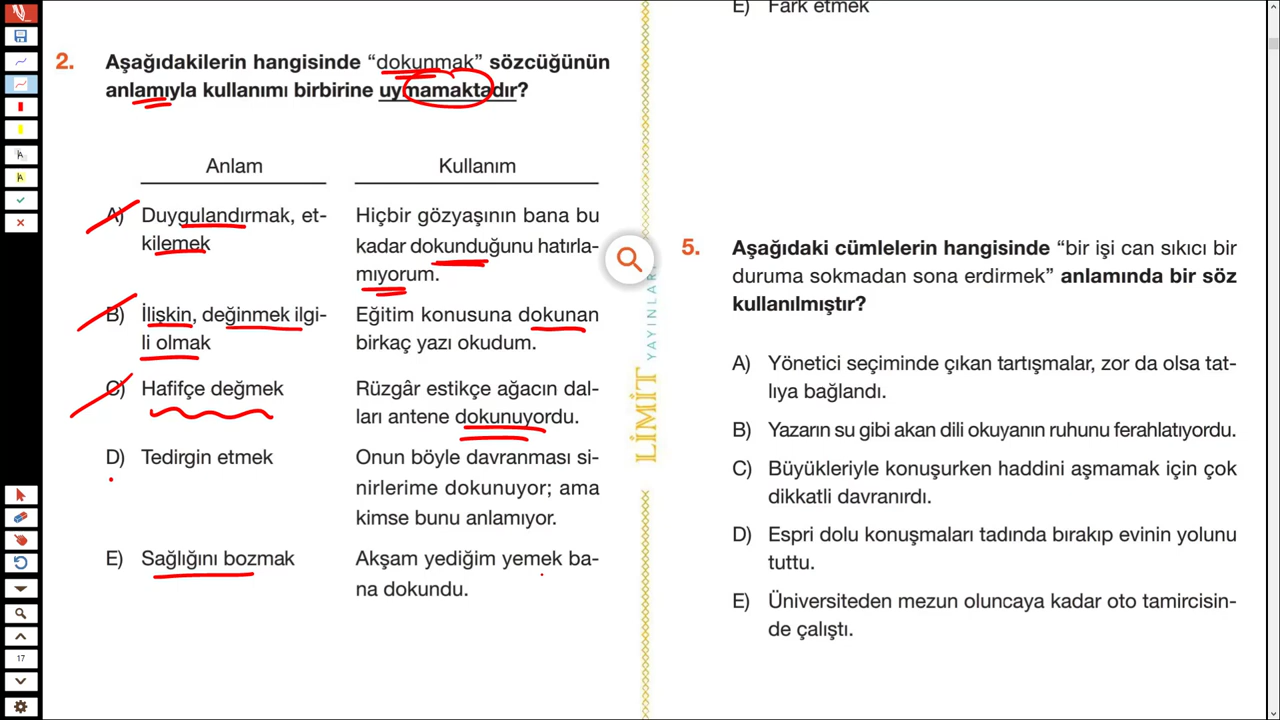 E) Fark etmek
2. Aşağıdakilerin hangisinde “dokunmak” sözcüğünün
anlamıyla kullanımı birbirine uymamaktadır?
Anlam Kullanım
A) Duygulandırmak, et-
kilemek
Hiçbir gözyaşının bana bu
kadar dokunduğunu hatırla-
mıyorum.
B) İlişkin, değinmek ilgi-
li olmak
Eğitim konusuna dokunan
birkaç yazı okudum.
C) Hafifçe değmek
Rüzgâr estikçe ağacın dal-
ları antene dokunuyordu.
D) Tedirgin etmek
Onun böyle davranması si-
nirlerime dokunuyor; ama
kimse bunu anlamıyor.
E) Sağlığını bozmak
Akşam yediğim yemek ba-
na dokundu.
LİMİT YAYINLARI
5. Aşağıdaki cümlelerin hangisinde “bir işi can sıkıcı bir
duruma sokmadan sona erdirmek” anlamında bir söz
kullanılmıştır?
A) Yönetici seçiminde çıkan tartışmalar, zor da olsa tat-
lıya bağlandı.
B) Yazarın su gibi akan dili okuyanın ruhunu ferahlatıyordu.
C) Büyükleriyle konuşurken haddini aşmamak için çok
dikkatli davranırdı.
D) Espri dolu konuşmaları tadında bırakıp evinin yolunu
tuttu.
E) Üniversiteden mezun oluncaya kadar oto tamircisin-
de çalıştı.
A
A
17